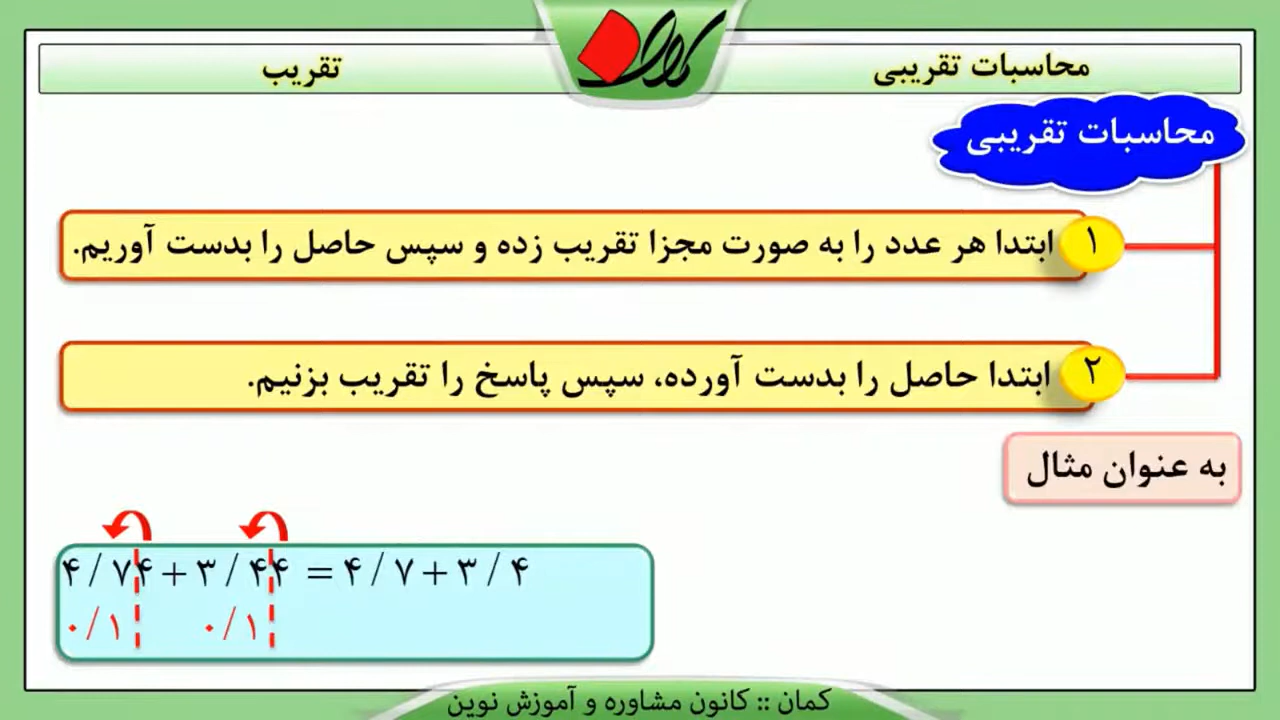 محاسبات تقریبی
کمان
تقریب
محاسبات تقریبی
۱ ابتدا هر عدد را به صورت مجزا تقریب زده و سپس حاصل را بدست آوریم.
۲ ابتدا حاصل را بدست آورده، سپس پاسخ را تقریب بزنیم.
به عنوان مثال
۴/۷۴ + ۳/۴۴ = ۴/۷ + ۳/۴
۰/۱ ۰/۱
کمان :: کانون مشاوره و آموزش نوین